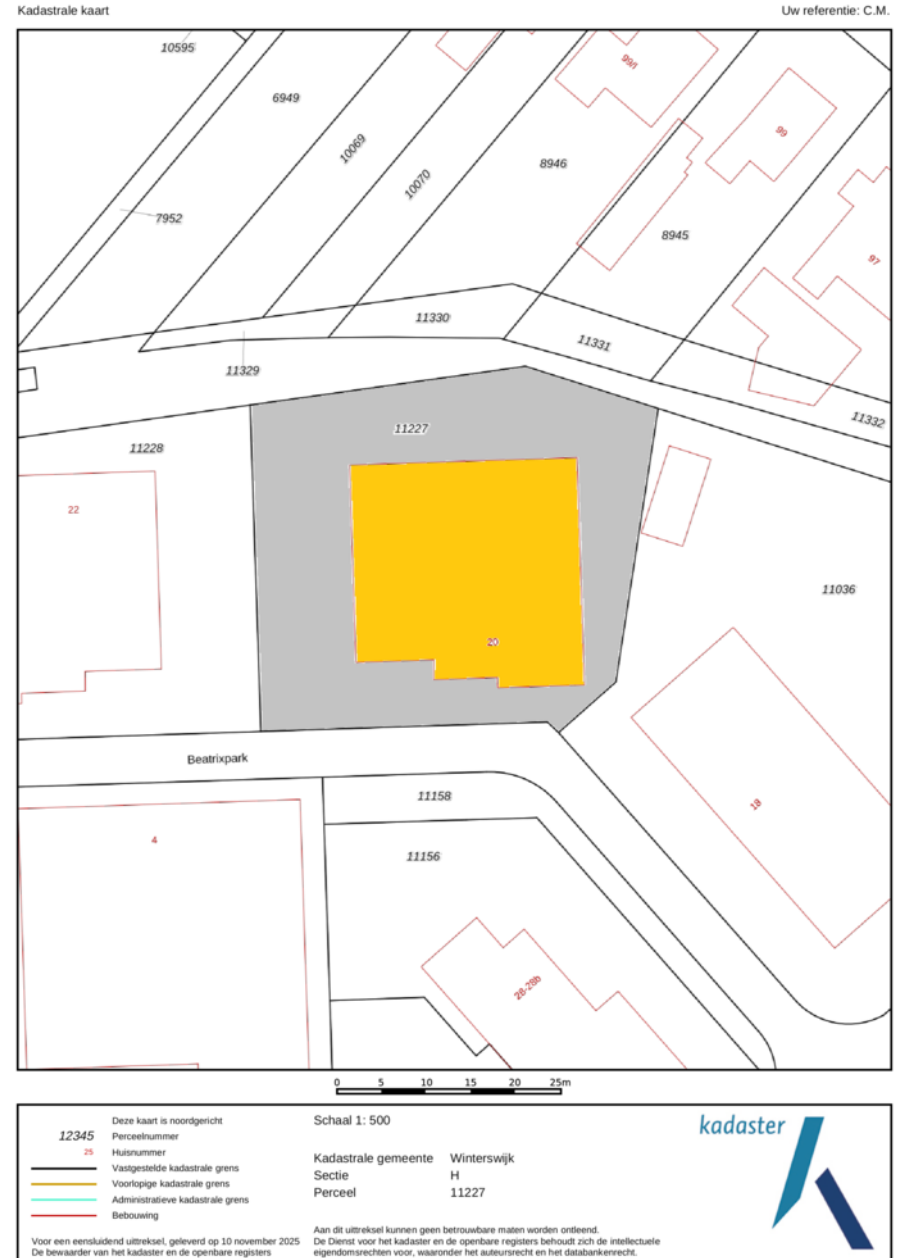 Kadastrale kaart
Uw referentie: C.M.
10595
6949
10069
10070
7952
8946
99/I
99
8945
97
11330
11331
11329
11332
11227
11228
22
20
11036
Beatrixpark
11158
18
4
11156
28-28b
0 5 10 15 20 25m
Deze kaart is noordgericht
12345 Perceelnummer
25 Huisnummer
Vastgestelde kadastrale grens
Voorlopige kadastrale grens
Administratieve kadastrale grens
Bebouwing
Voor een eensluidend uittreksel, geleverd op 10 november 2025
De bewaarder van het kadaster en de openbare registers
Schaal 1: 500
Kadastrale gemeente Winterswijk
Sectie H
Perceel 11227
Aan dit uittreksel kunnen geen betrouwbare maten worden ontleend.
De Dienst voor het kadaster en de openbare registers behoudt zich de intellectuele
eigendomsrechten voor, waaronder het auteursrecht en het databankenrecht.
kadaster